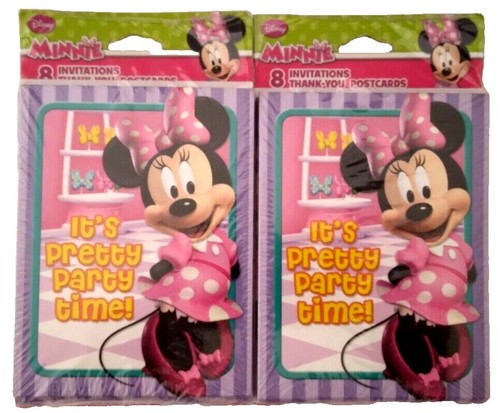 Disney
MINNIE
8 INVITATIONS
THANK-YOU POSTCARDS
It's
pretty
party
time!
Disney
MINNIE
8 INVITATIONS
THANK-YOU POSTCARDS
It's
pretty
party
time!